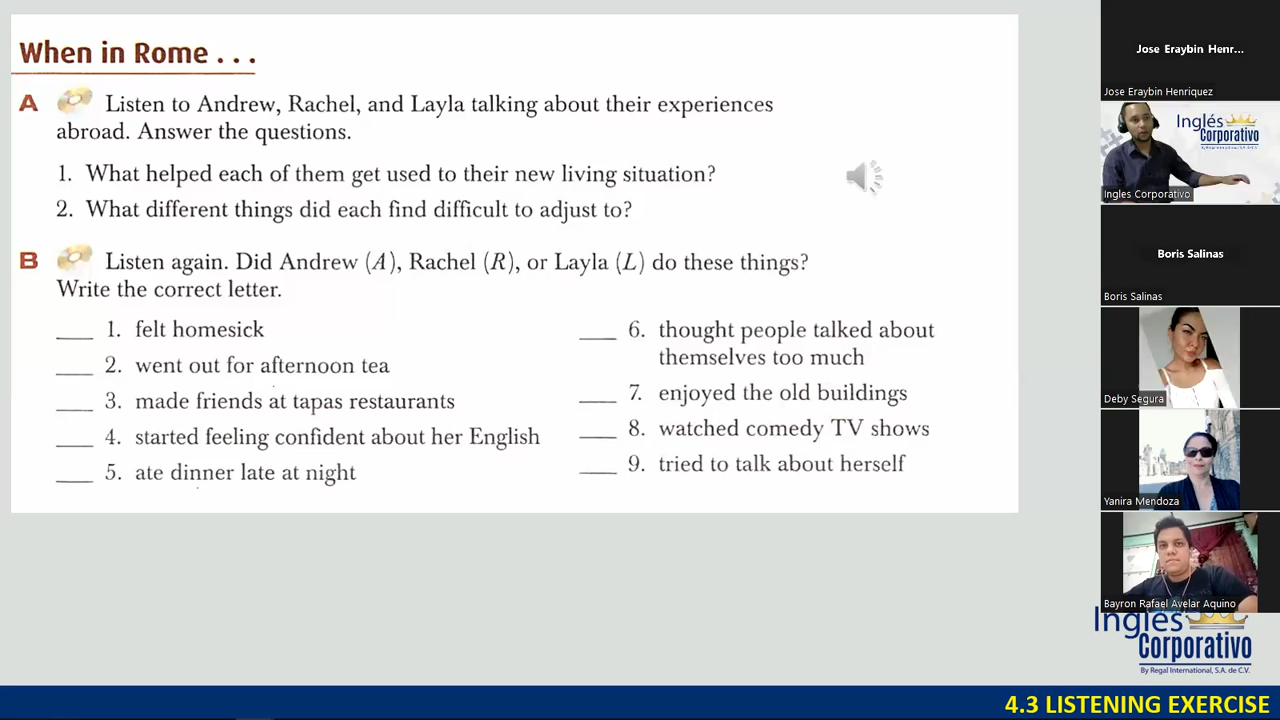 When in Rome . . .
A Listen to Andrew, Rachel, and Layla talking about their experiences
abroad. Answer the questions.
1. What helped each of them get used to their new living situation?
2. What different things did each find difficult to adjust to?
B Listen again. Did Andrew (A), Rachel (R), or Layla (L) do these things?
Write the correct letter.
___ 1. felt homesick
___ 2. went out for afternoon tea
___ 3. made friends at tapas restaurants
___ 4. started feeling confident about her English
___ 5. ate dinner late at night
___ 6. thought people talked about
themselves too much
___ 7. enjoyed the old buildings
___ 8. watched comedy TV shows
___ 9. tried to talk about herself
Jose Eraybin Henr...
Jose Eraybin Henriquez
Inglés
Corporativo
By Regal International, S.A. de C.V.
Ingles Corporativo
Boris Salinas
Boris Salinas
Deby Segura
Yanira Mendoza
Bayron Rafael Avelar Aquino
Inglés
Corporativo
By Regal International, S.A. de C.V.
4.3 LISTENING EXERCISE